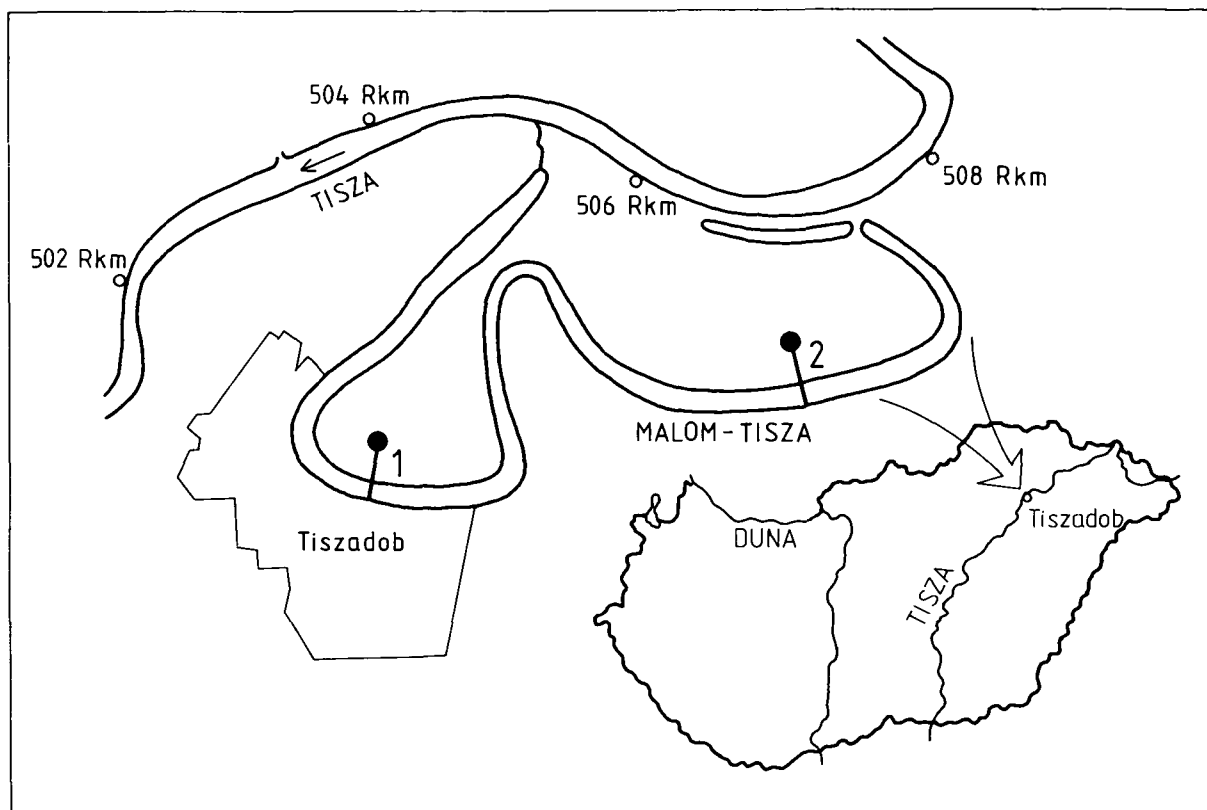 504 Rkm
TISZA
506 Rkm
508 Rkm
502 Rkm
2
MALOM-TISZA
1
Tiszadob
DUNA
Tiszadob
TISZA